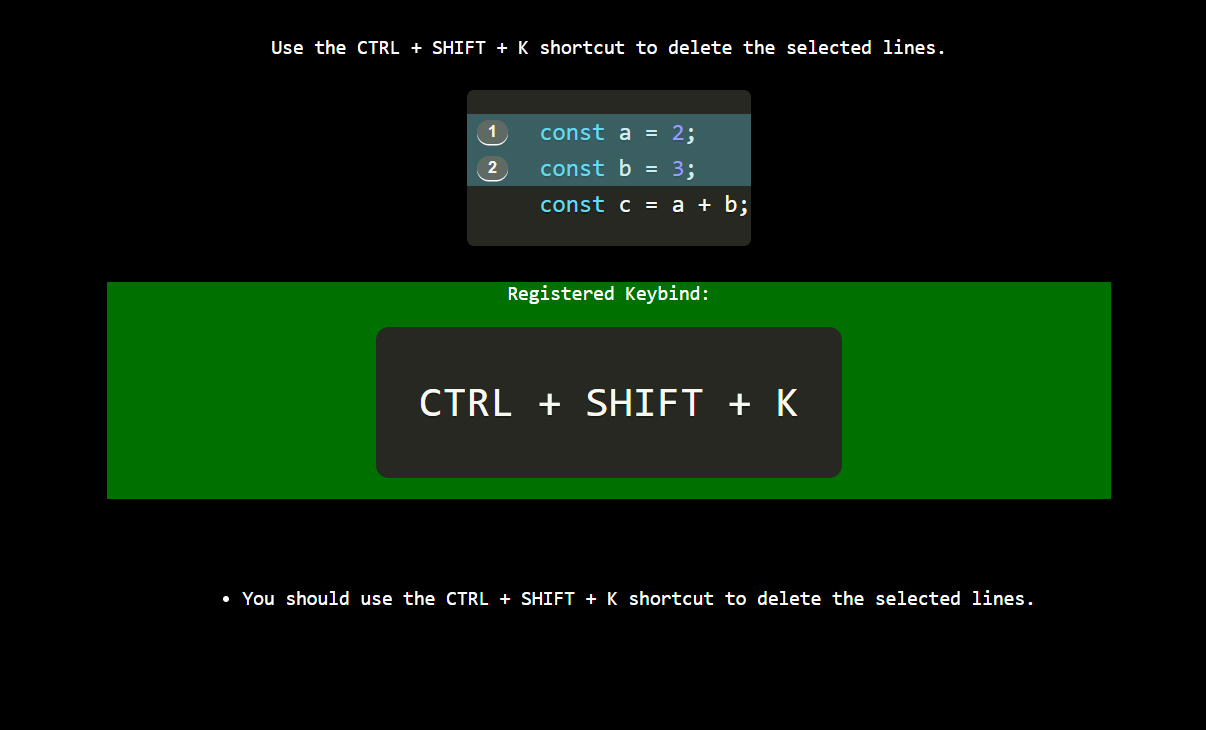 Use the CTRL + SHIFT + K shortcut to delete the selected lines.
1 const a = 2;
2 const b = 3;
const c = a + b;
Registered Keybind:
CTRL + SHIFT + K
• You should use the CTRL + SHIFT + K shortcut to delete the selected lines.